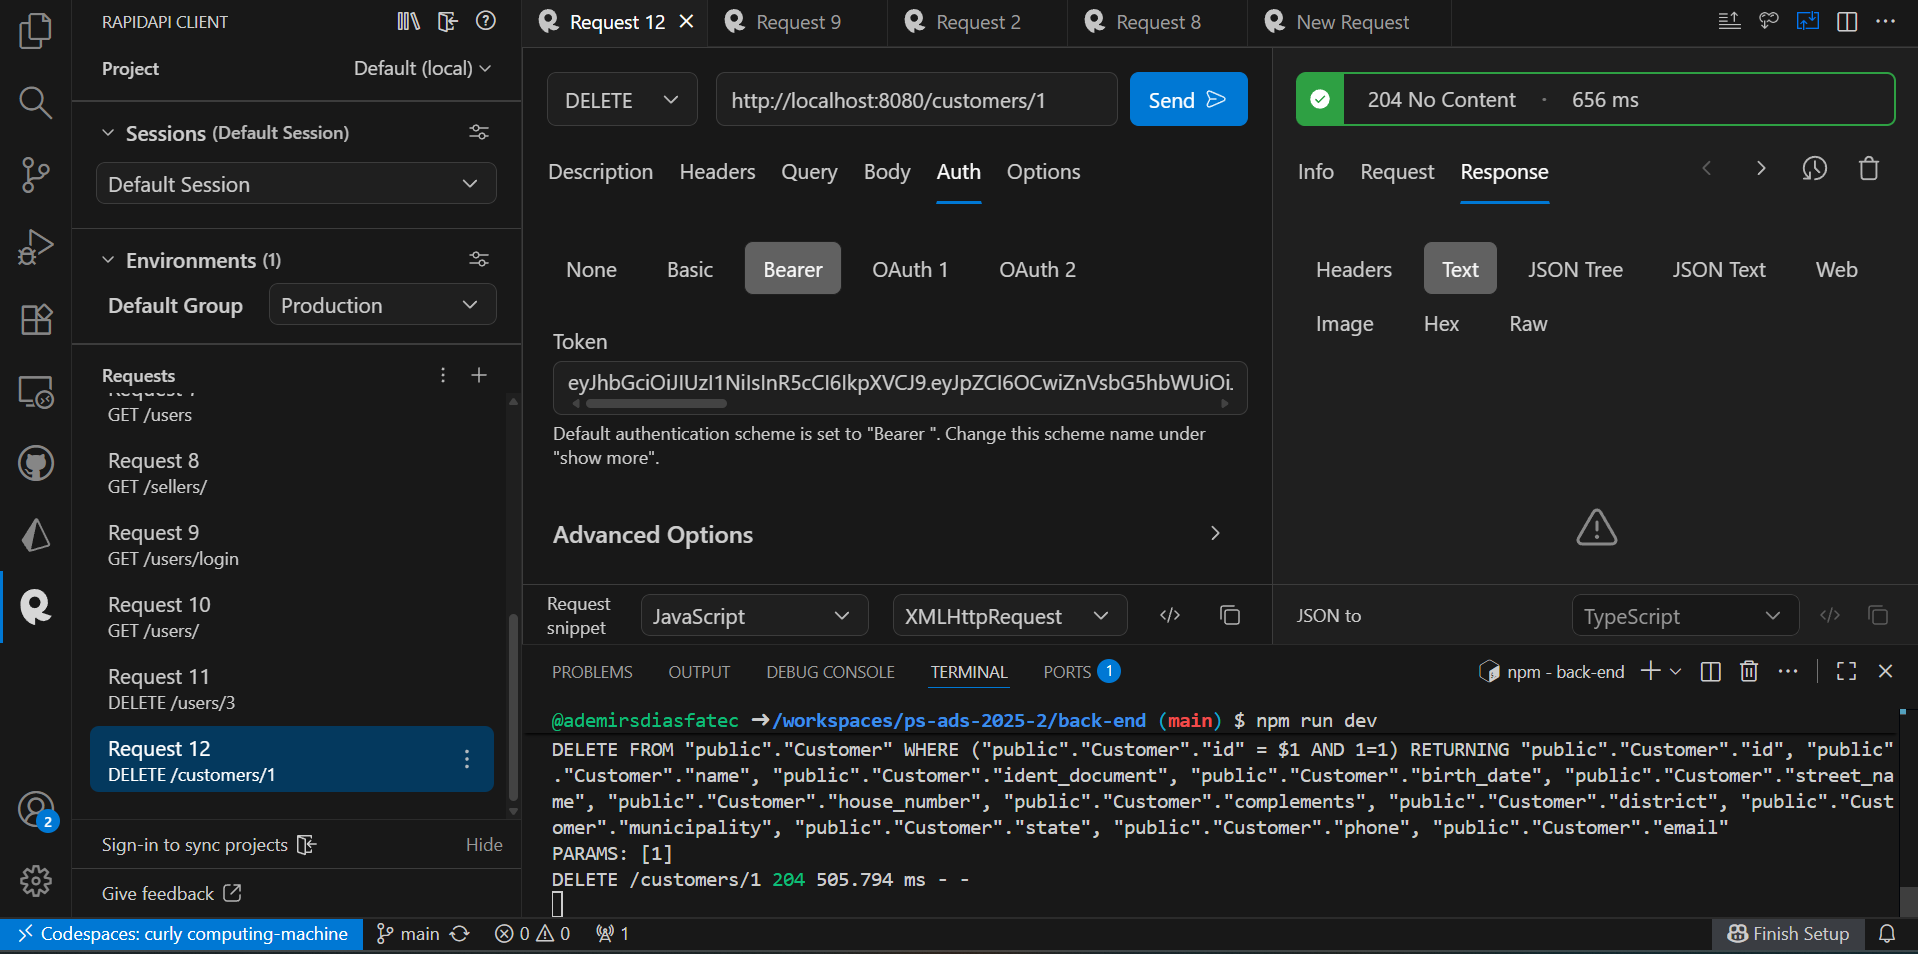 RAPIDAPI CLIENT
Project
Default (local)
Sessions (Default Session)
Default Session
Environments (1)
Default Group
Production
Requests
GET /users
Request 8
GET /sellers/
Request 9
GET /users/login
Request 10
GET /users/
Request 11
DELETE /users/3
Request 12
DELETE /customers/1
Sign-in to sync projects
Hide
Give feedback
2
Request 12
Request 9
Request 2
Request 8
New Request
DELETE
http://localhost:8080/customers/1
Send
Description
Headers
Query
Body
Auth
Options
None
Basic
Bearer
OAuth 1
OAuth 2
Token
eyJhbGciOiJIUzI1NiIsInR5cCI6IkpXVCJ9.eyJpZCI6OCwiZnVsbG5hbWUiOi
Default authentication scheme is set to "Bearer ". Change this scheme name under
"show more".
Advanced Options
Request
snippet
JavaScript
XMLHttpRequest
204 No Content · 656 ms
Info
Request
Response
Headers
Text
JSON Tree
JSON Text
Web
Image
Hex
Raw
JSON to
TypeScript
PROBLEMS
OUTPUT
DEBUG CONSOLE
TERMINAL
PORTS 1
npm - back-end
@ademirsdiasfatec ➜/workspaces/ps-ads-2025-2/back-end (main) $ npm run dev
DELETE FROM "public"."Customer" WHERE ("public"."Customer"."id" = $1 AND 1=1) RETURNING "public"."Customer"."id", "public"
."Customer"."name", "public"."Customer"."ident_document", "public"."Customer"."birth_date", "public"."Customer"."street_na
me", "public"."Customer"."house_number", "public"."Customer"."complements", "public"."Customer"."district", "public"."Cust
omer"."municipality", "public"."Customer"."state", "public"."Customer"."phone", "public"."Customer"."email"
PARAMS: [1]
DELETE /customers/1 204 505.794 ms - -
Codespaces: curly computing-machine
main
0
0
1
Finish Setup